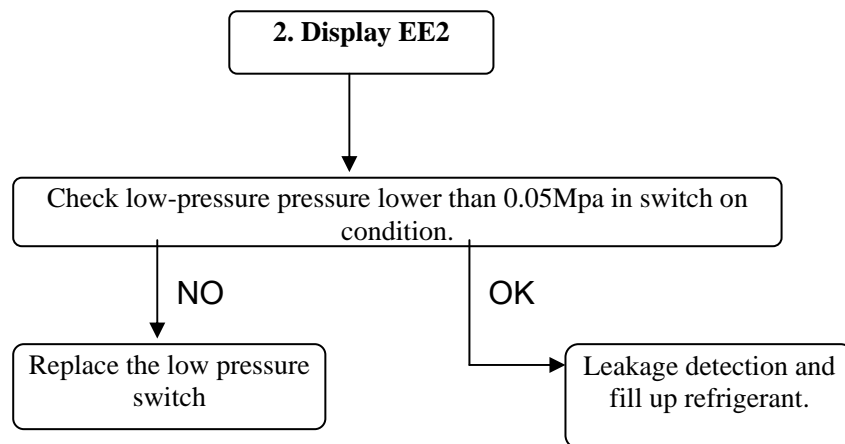 2. Display EE2
Check low-pressure pressure lower than 0.05Mpa in switch on
condition.
NO
OK
Replace the low pressure
switch
Leakage detection and
fill up refrigerant.